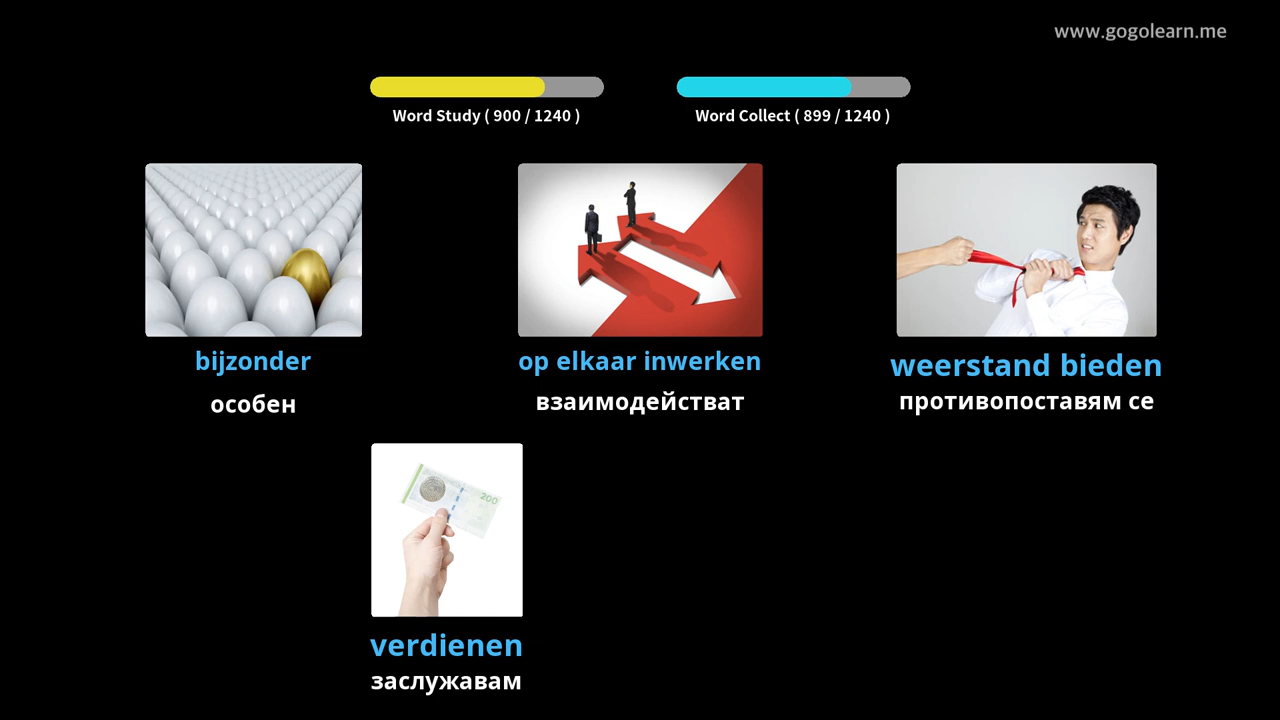 www.gogolearn.me
Word Study ( 900 / 1240 )
Word Collect ( 899 / 1240 )
bijzonder
особен
op elkaar inwerken
взаимодействат
weerstand bieden
противопоставям се
200
verdienen
заслужавам